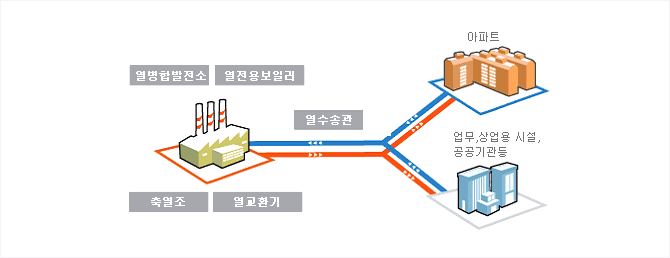 아파트
열병합발전소 열전용보일러
열수송관
업무,상업용 시설,
공공기관등
축열조 열교환기